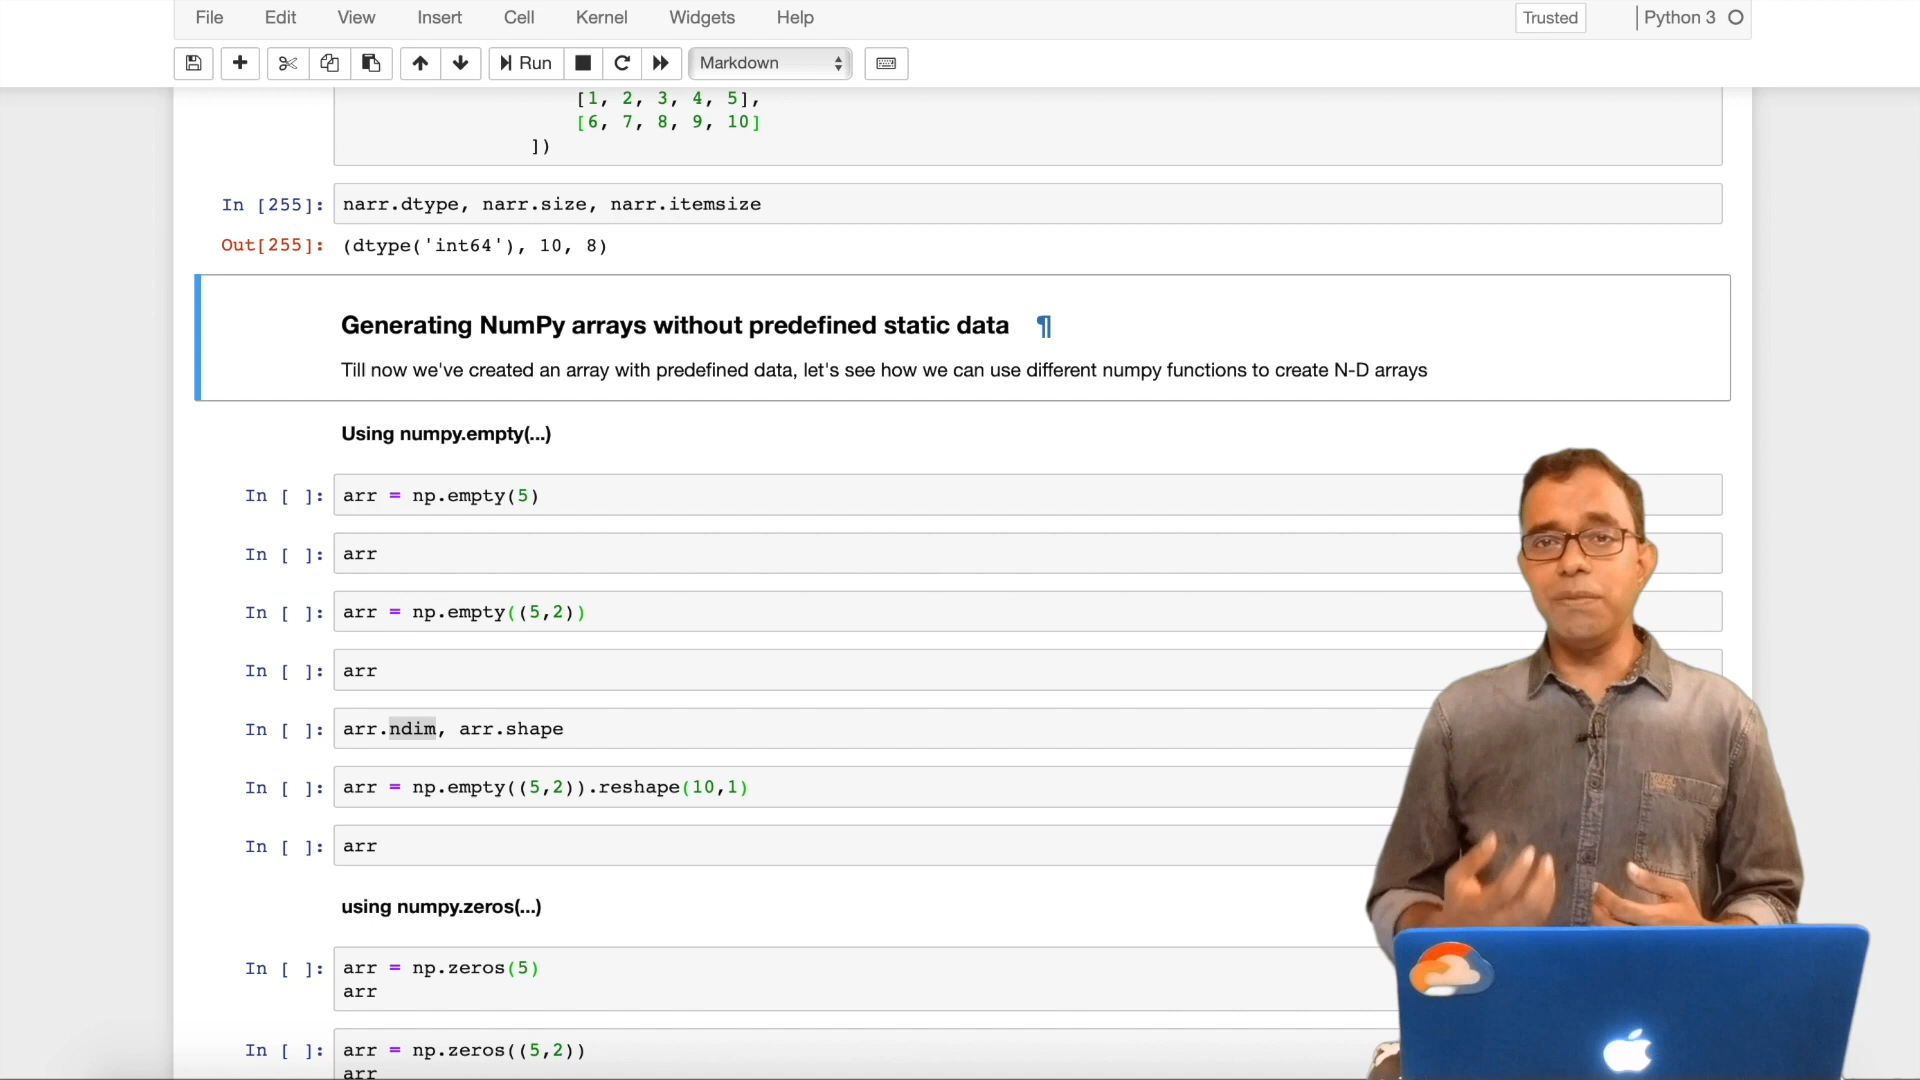 File Edit View Insert Cell Kernel Widgets Help Trusted Python 3
Run Markdown
[1, 2, 3, 4, 5],
[6, 7, 8, 9, 10]
])
In [255]: narr.dtype, narr.size, narr.itemsize
Out[255]: (dtype('int64'), 10, 8)
Generating NumPy arrays without predefined static data ¶
Till now we've created an array with predefined data, let's see how we can use different numpy functions to create N-D arrays
Using numpy.empty(...)
In [ ]: arr = np.empty(5)
In [ ]: arr
In [ ]: arr = np.empty((5,2))
In [ ]: arr
In [ ]: arr.ndim, arr.shape
In [ ]: arr = np.empty((5,2)).reshape(10,1)
In [ ]: arr
using numpy.zeros(...)
In [ ]: arr = np.zeros(5)
arr
In [ ]: arr = np.zeros((5,2))
arr